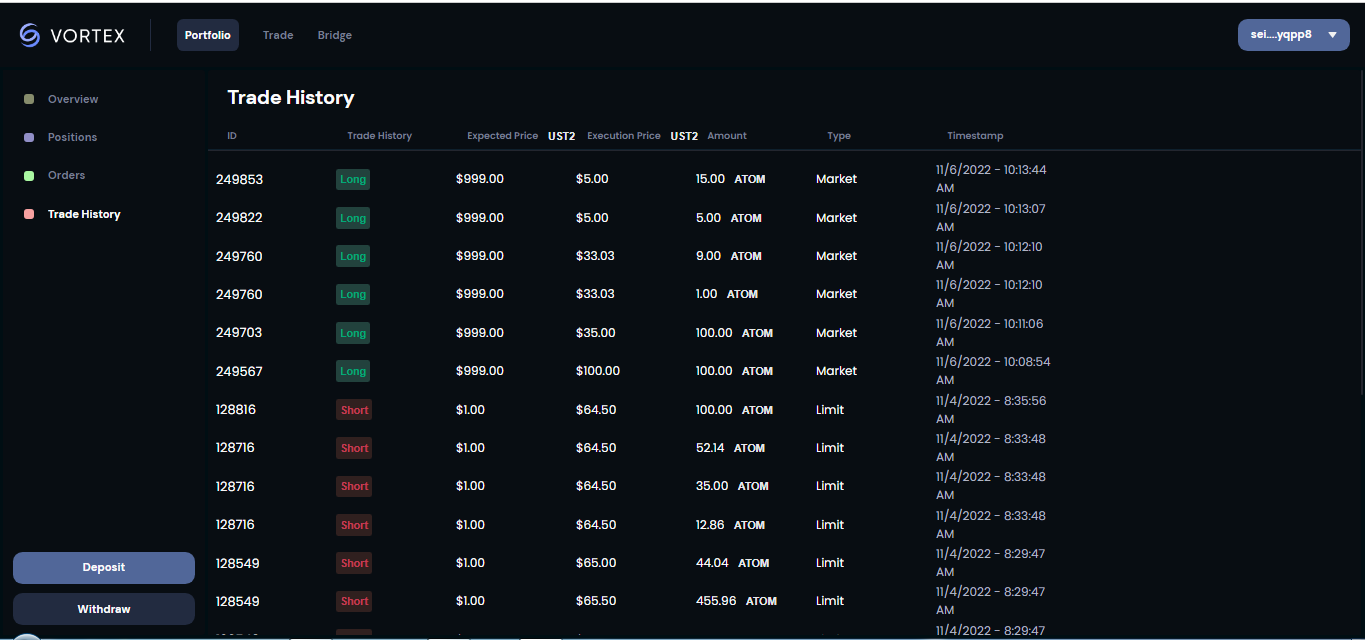 VORTEX
Portfolio
Trade
Bridge
sei....yqpp8
Overview
Positions
Orders
Trade History
Deposit
Withdraw
Trade History
ID Trade History Expected Price UST2 Execution Price UST2 Amount Type Timestamp
249853 Long $999.00 $5.00 15.00 ATOM Market 11/6/2022 - 10:13:44
AM
249822 Long $999.00 $5.00 5.00 ATOM Market 11/6/2022 - 10:13:07
AM
249760 Long $999.00 $33.03 9.00 ATOM Market 11/6/2022 - 10:12:10
AM
249760 Long $999.00 $33.03 1.00 ATOM Market 11/6/2022 - 10:12:10
AM
249703 Long $999.00 $35.00 100.00 ATOM Market 11/6/2022 - 10:11:06
AM
249567 Long $999.00 $100.00 100.00 ATOM Market 11/6/2022 - 10:08:54
AM
128816 Short $1.00 $64.50 100.00 ATOM Limit 11/4/2022 - 8:35:56
AM
128716 Short $1.00 $64.50 52.14 ATOM Limit 11/4/2022 - 8:33:48
AM
128716 Short $1.00 $64.50 35.00 ATOM Limit 11/4/2022 - 8:33:48
AM
128716 Short $1.00 $64.50 12.86 ATOM Limit 11/4/2022 - 8:33:48
AM
128549 Short $1.00 $65.00 44.04 ATOM Limit 11/4/2022 - 8:29:47
AM
128549 Short $1.00 $65.50 455.96 ATOM Limit 11/4/2022 - 8:29:47
AM
11/4/2022 - 8:29:47